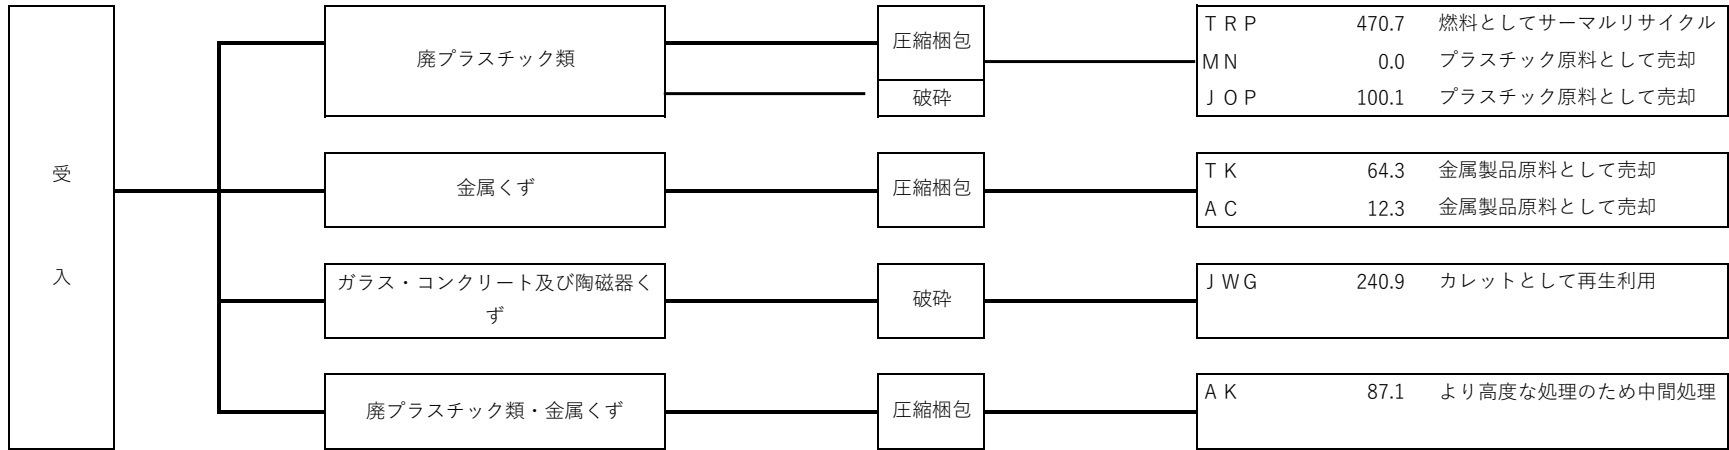 受
入
廃プラスチック類
圧縮梱包
破砕
ＴＲＰ 470.7 燃料としてサーマルリサイクル
ＭＮ 0.0 プラスチック原料として売却
ＪＯＰ 100.1 プラスチック原料として売却
金属くず
圧縮梱包
ＴＫ 64.3 金属製品原料として売却
ＡＣ 12.3 金属製品原料として売却
ガラス・コンクリート及び陶磁器く
ず
破砕
ＪＷＧ 240.9 カレットとして再生利用
廃プラスチック類・金属くず
圧縮梱包
ＡＫ 87.1 より高度な処理のため中間処理